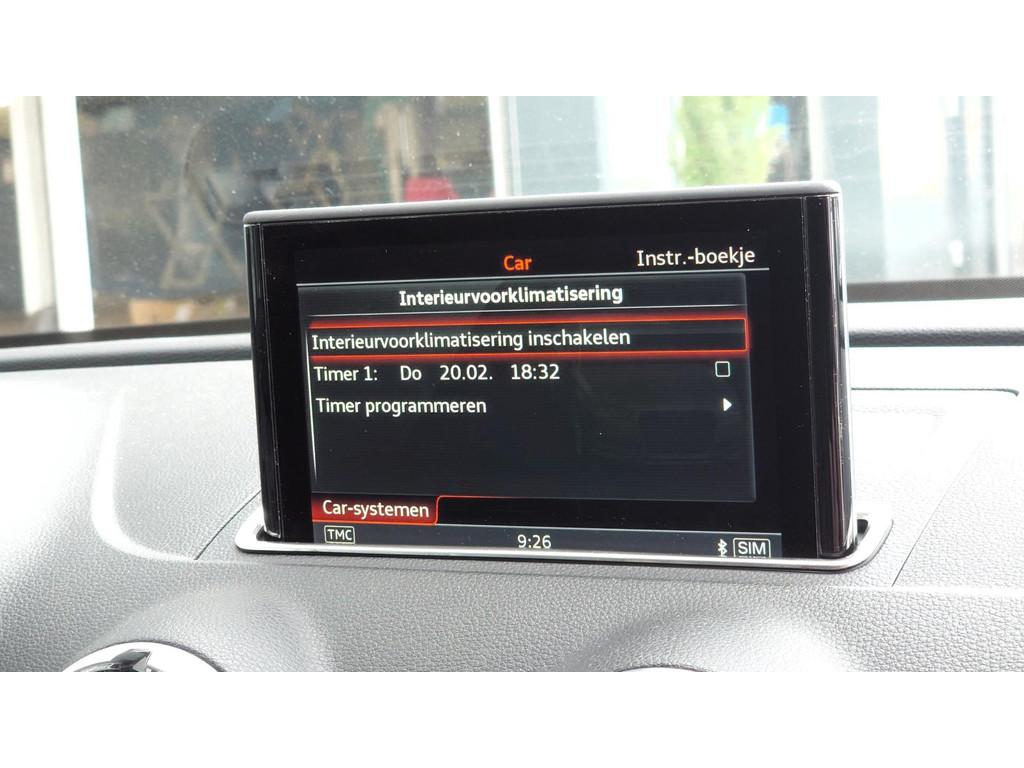 Car
Instr.-boekje
Interieurvoorklimatisering
Interieurvoorklimatisering inschakelen
Timer 1: Do 20.02. 18:32
Timer programmeren
Car-systemen
TMC
9:26
SIM